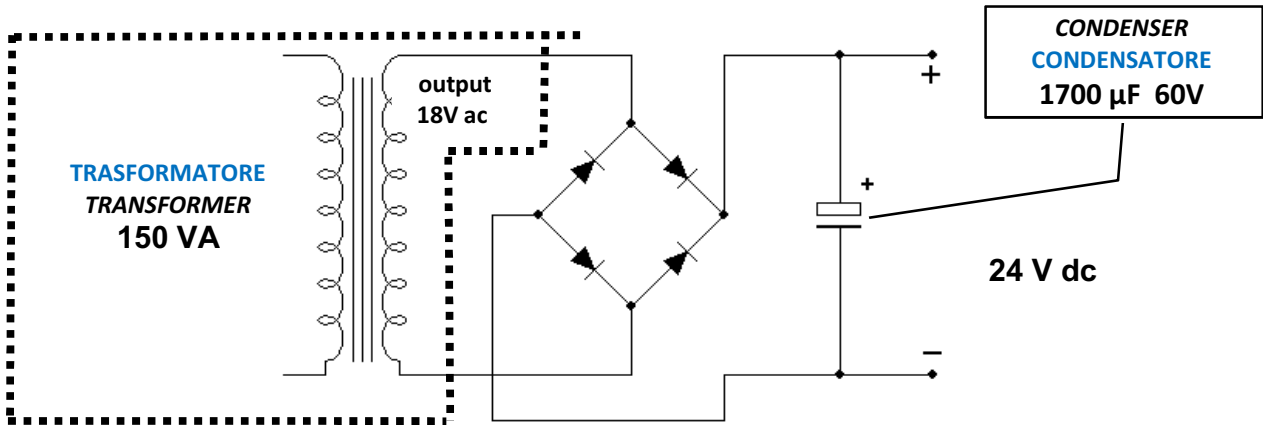 CONDENSER
CONDENSATORE
1700 µF 60V
output
18V ac
+
TRASFORMATORE
TRANSFORMER
150 VA
+
24 V dc
−